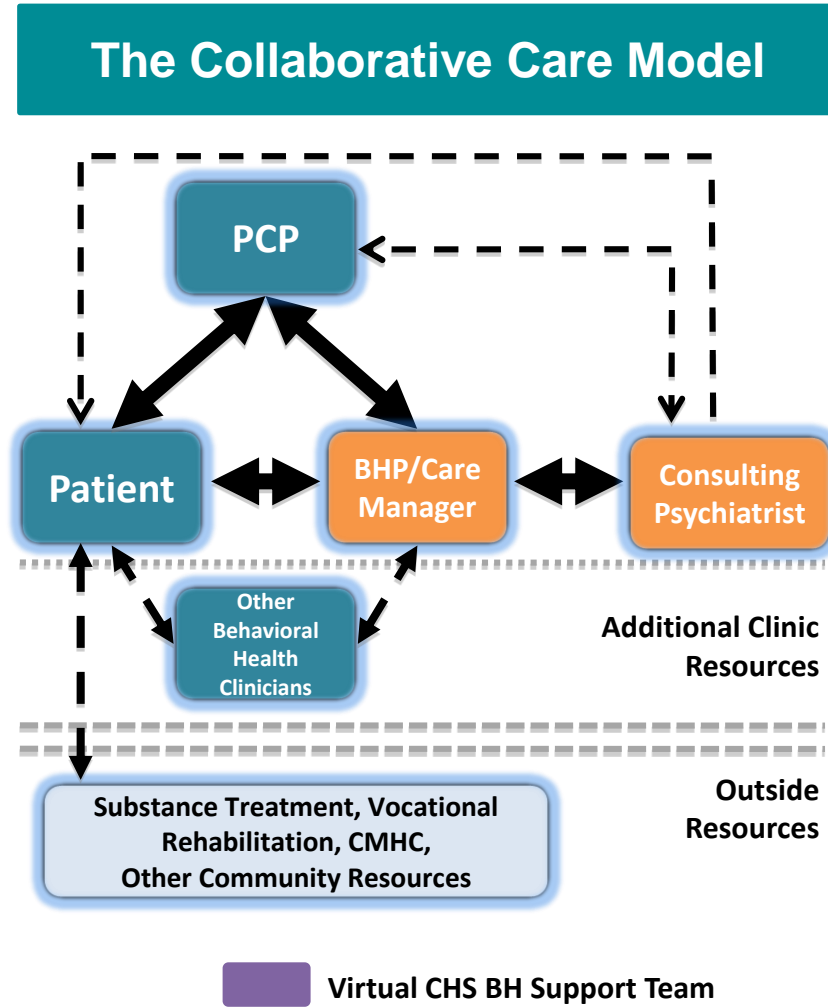 The Collaborative Care Model
PCP
Patient
BHP/Care
Manager
Consulting
Psychiatrist
Other
Behavioral
Health
Clinicians
Additional Clinic
Resources
Substance Treatment, Vocational
Rehabilitation, CMHC,
Other Community Resources
Outside
Resources
Virtual CHS BH Support Team